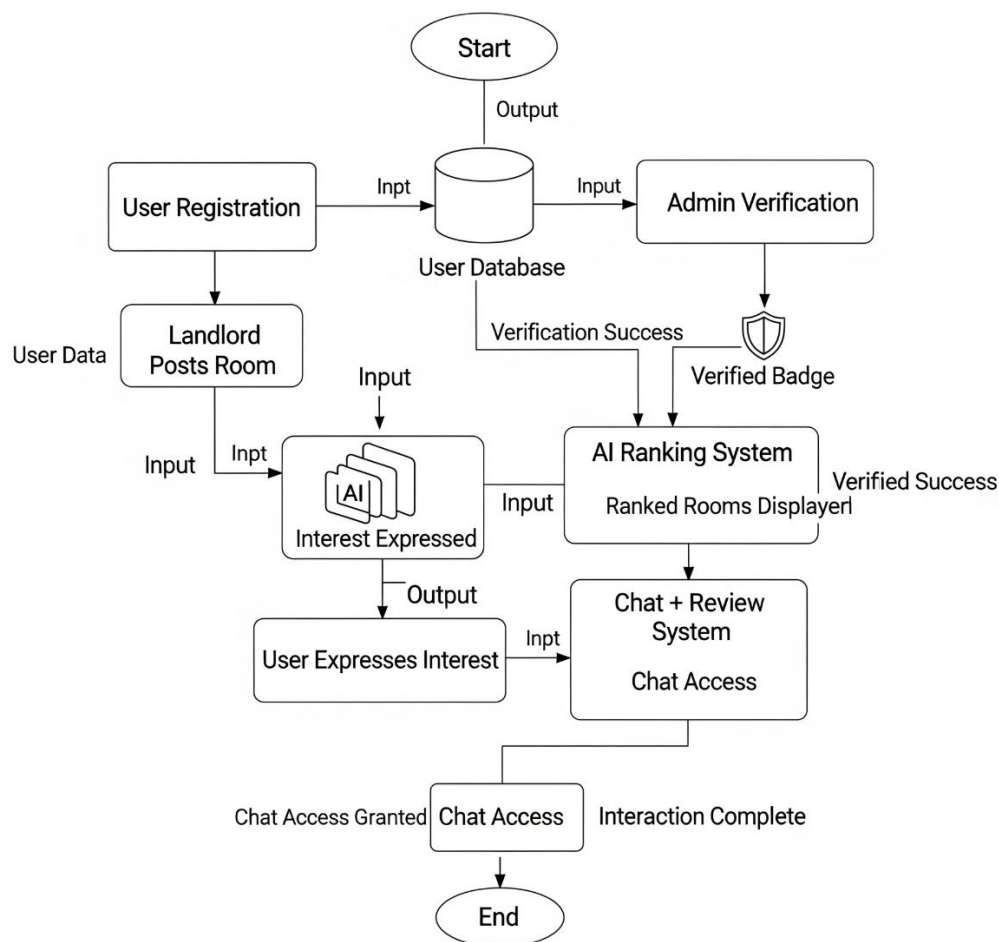 Start
Output
User Registration
Inpt
Input
Admin Verification
User Database
Landlord
Posts Room
User Data
Verification Success
Verified Badge
Input
Input
Inpt
AI
Interest Expressed
Input
AI Ranking System
Ranked Rooms Displayerl
Verified Success
Output
User Expresses Interest
Inpt
Chat + Review
System
Chat Access
Chat Access Granted
Chat Access
Interaction Complete
End